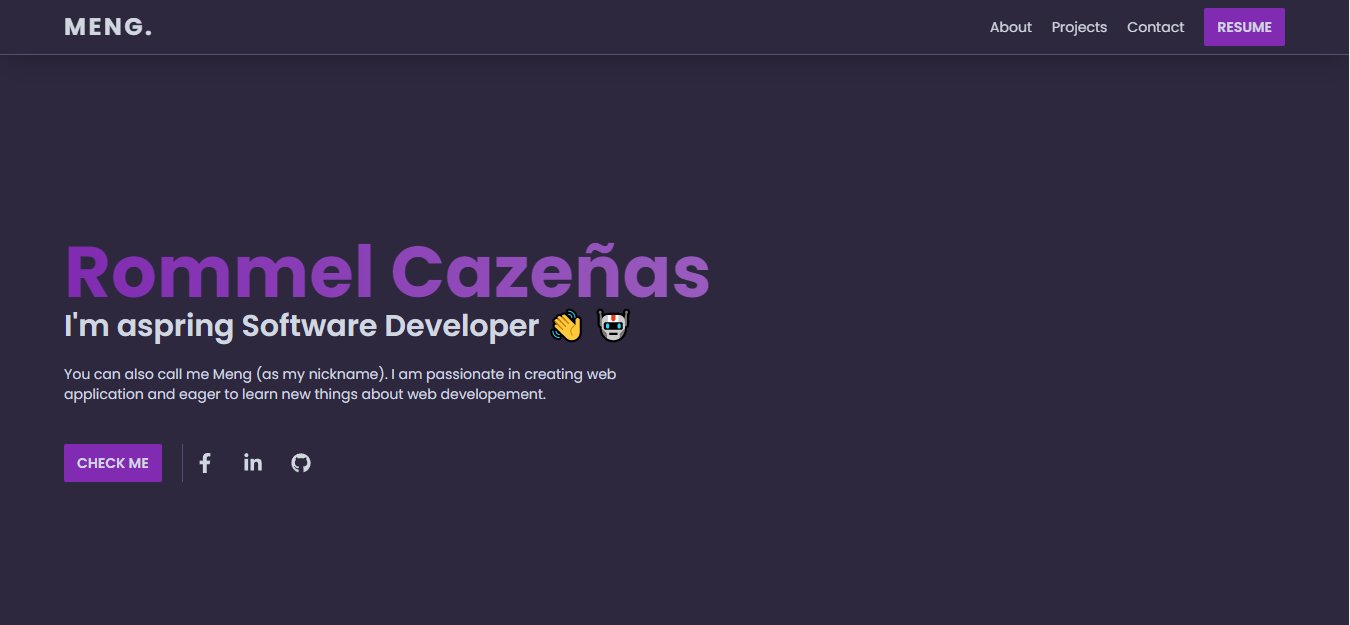 MENG.
About Projects Contact RESUME
Rommel Cazeñas
I'm aspring Software Developer 👋 🤖
You can also call me Meng (as my nickname). I am passionate in creating web
application and eager to learn new things about web developement.
CHECK ME